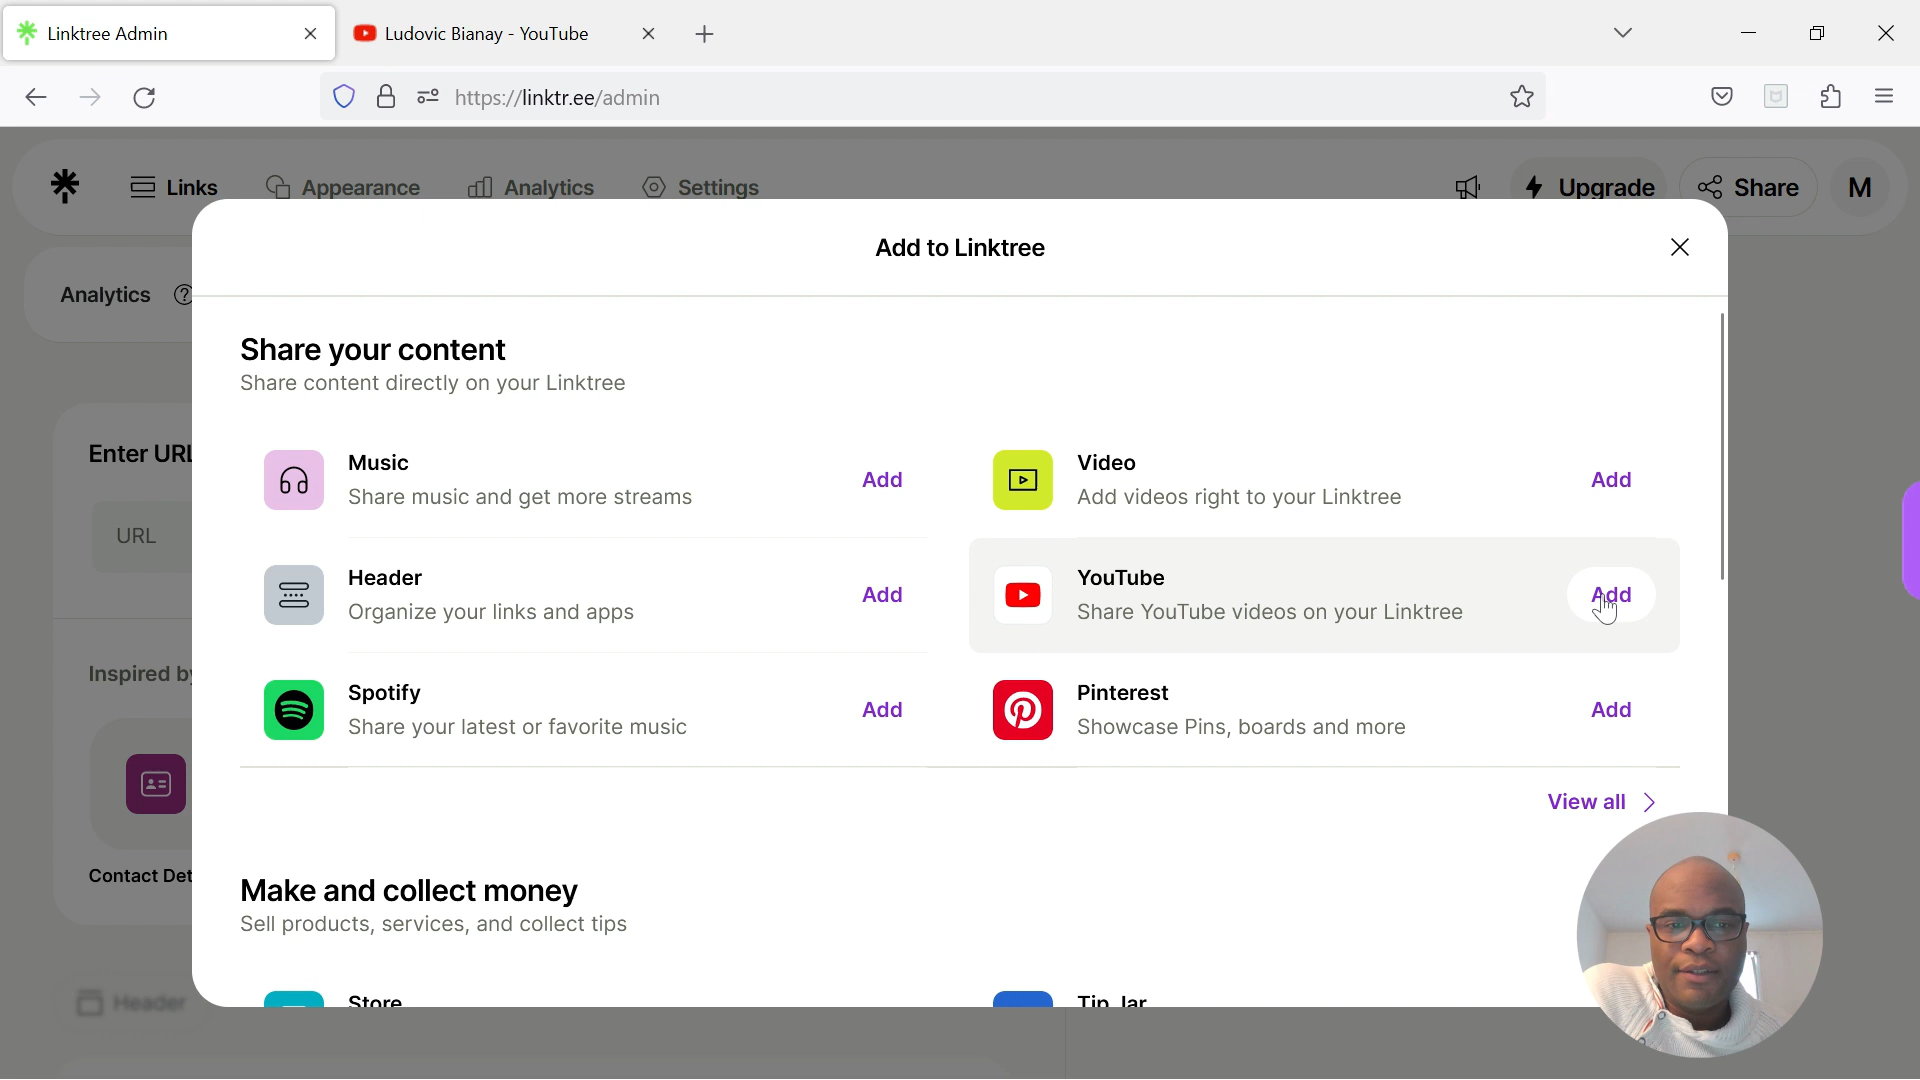 Linktree Admin
Ludovic Bianay - YouTube
https://linktr.ee/admin
Links
Appearance
Analytics
Settings
Upgrade
Share
M
Add to Linktree
Analytics
Share your content
Share content directly on your Linktree
Enter URL
URL
Music
Share music and get more streams
Add
Video
Add videos right to your Linktree
Add
Header
Organize your links and apps
Add
YouTube
Share YouTube videos on your Linktree
Add
Inspired by
Spotify
Share your latest or favorite music
Add
Pinterest
Showcase Pins, boards and more
Add
View all
Contact Det
Make and collect money
Sell products, services, and collect tips
Header
Store
Tip Jar